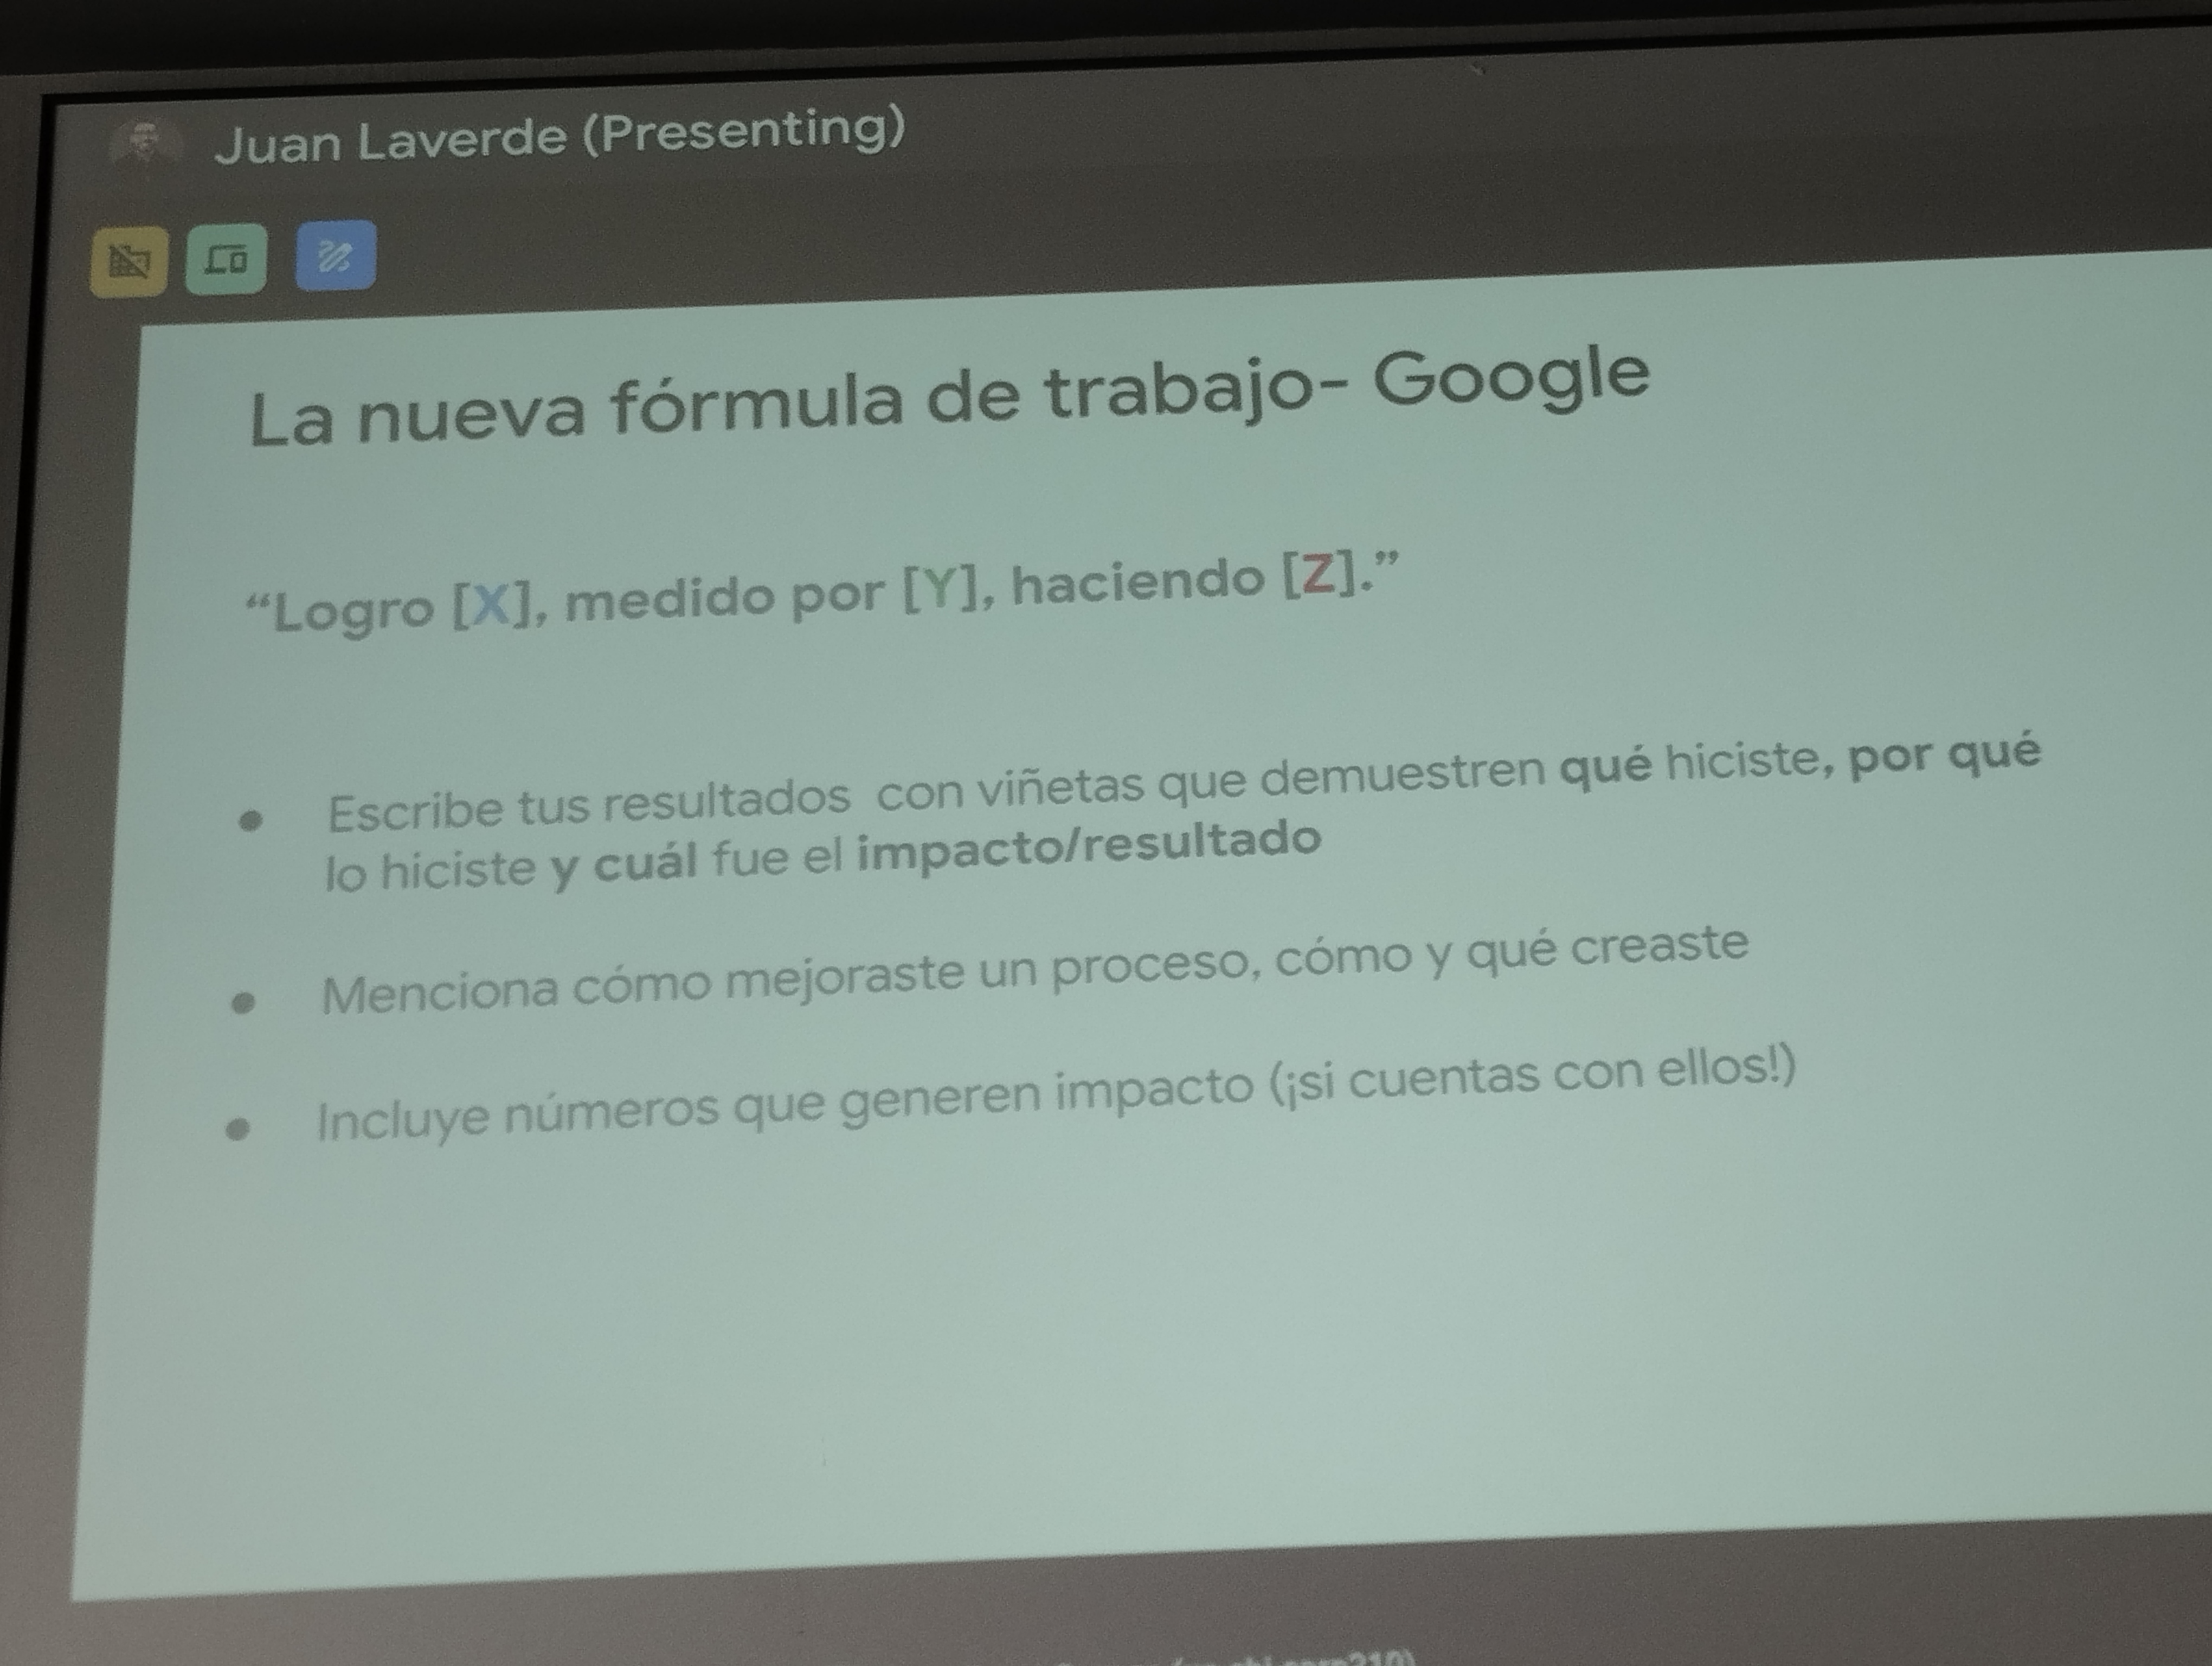 Juan Laverde (Presenting)
La nueva fórmula de trabajo- Google
“Logro [X], medido por [Y], haciendo [Z].”
● Escribe tus resultados con viñetas que demuestren qué hiciste, por qué
lo hiciste y cuál fue el impacto/resultado
● Menciona cómo mejoraste un proceso, cómo y qué creaste
● Incluye números que generen impacto (¡si cuentas con ellos!)